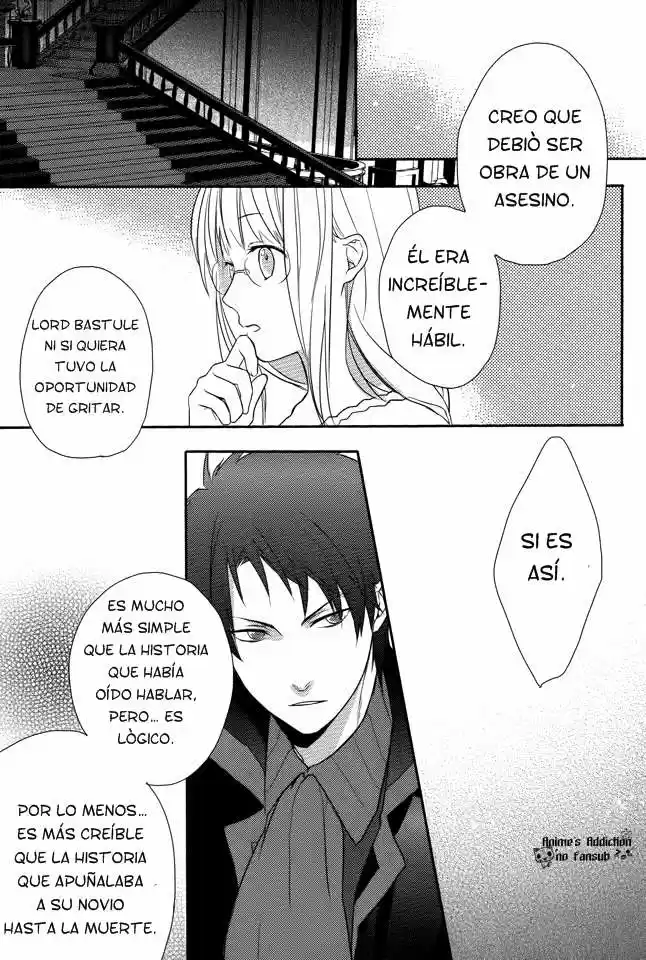 CREO QUE
DEBIÒ SER
OBRA DE UN
ASESINO.
ÉL ERA
INCREÍBLE-
MENTE
HÁBIL.
LORD BASTULE
NI SI QUIERA
TUVO LA
OPORTUNIDAD
DE GRITAR.
SI ES
ASÍ.
ES MUCHO
MÁS SIMPLE
QUE LA HISTORIA
QUE HABÍA
OÍDO HABLAR,
PERO... ES
LÒGICO.
POR LO MENOS...
ES MÁS CREÍBLE
QUE LA HISTORIA
QUE APUÑALABA
A SU NOVIO
HASTA LA MUERTE.
Anime's Addiction
no Fansub